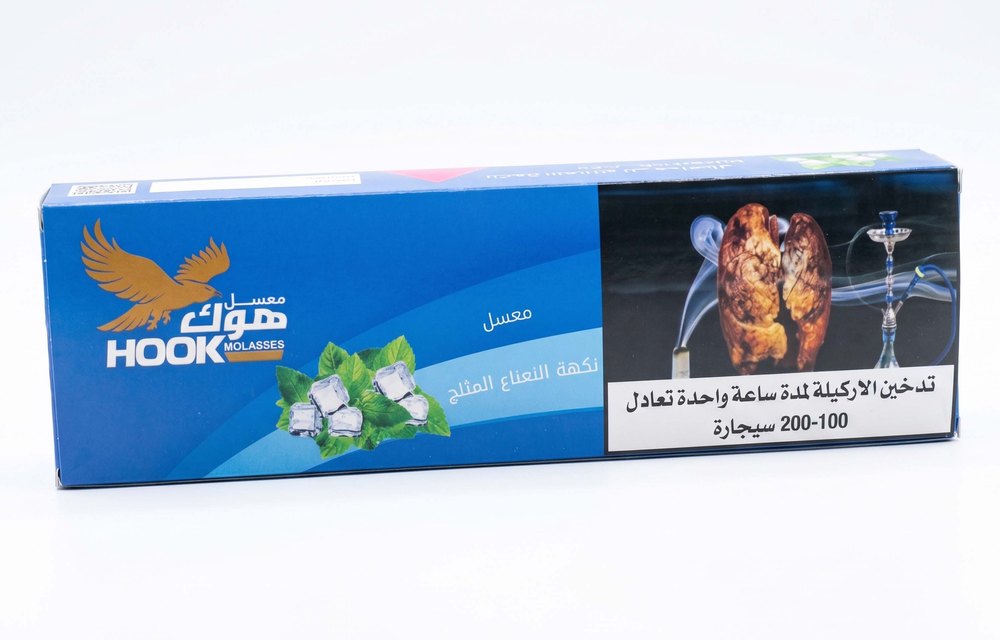 معسل
هوك
HOOK MOLASSES
معسل
نكهة النعناع المثلج
تدخين الاركيلة لمدة ساعة واحدة تعادل
100-200 سيجارة